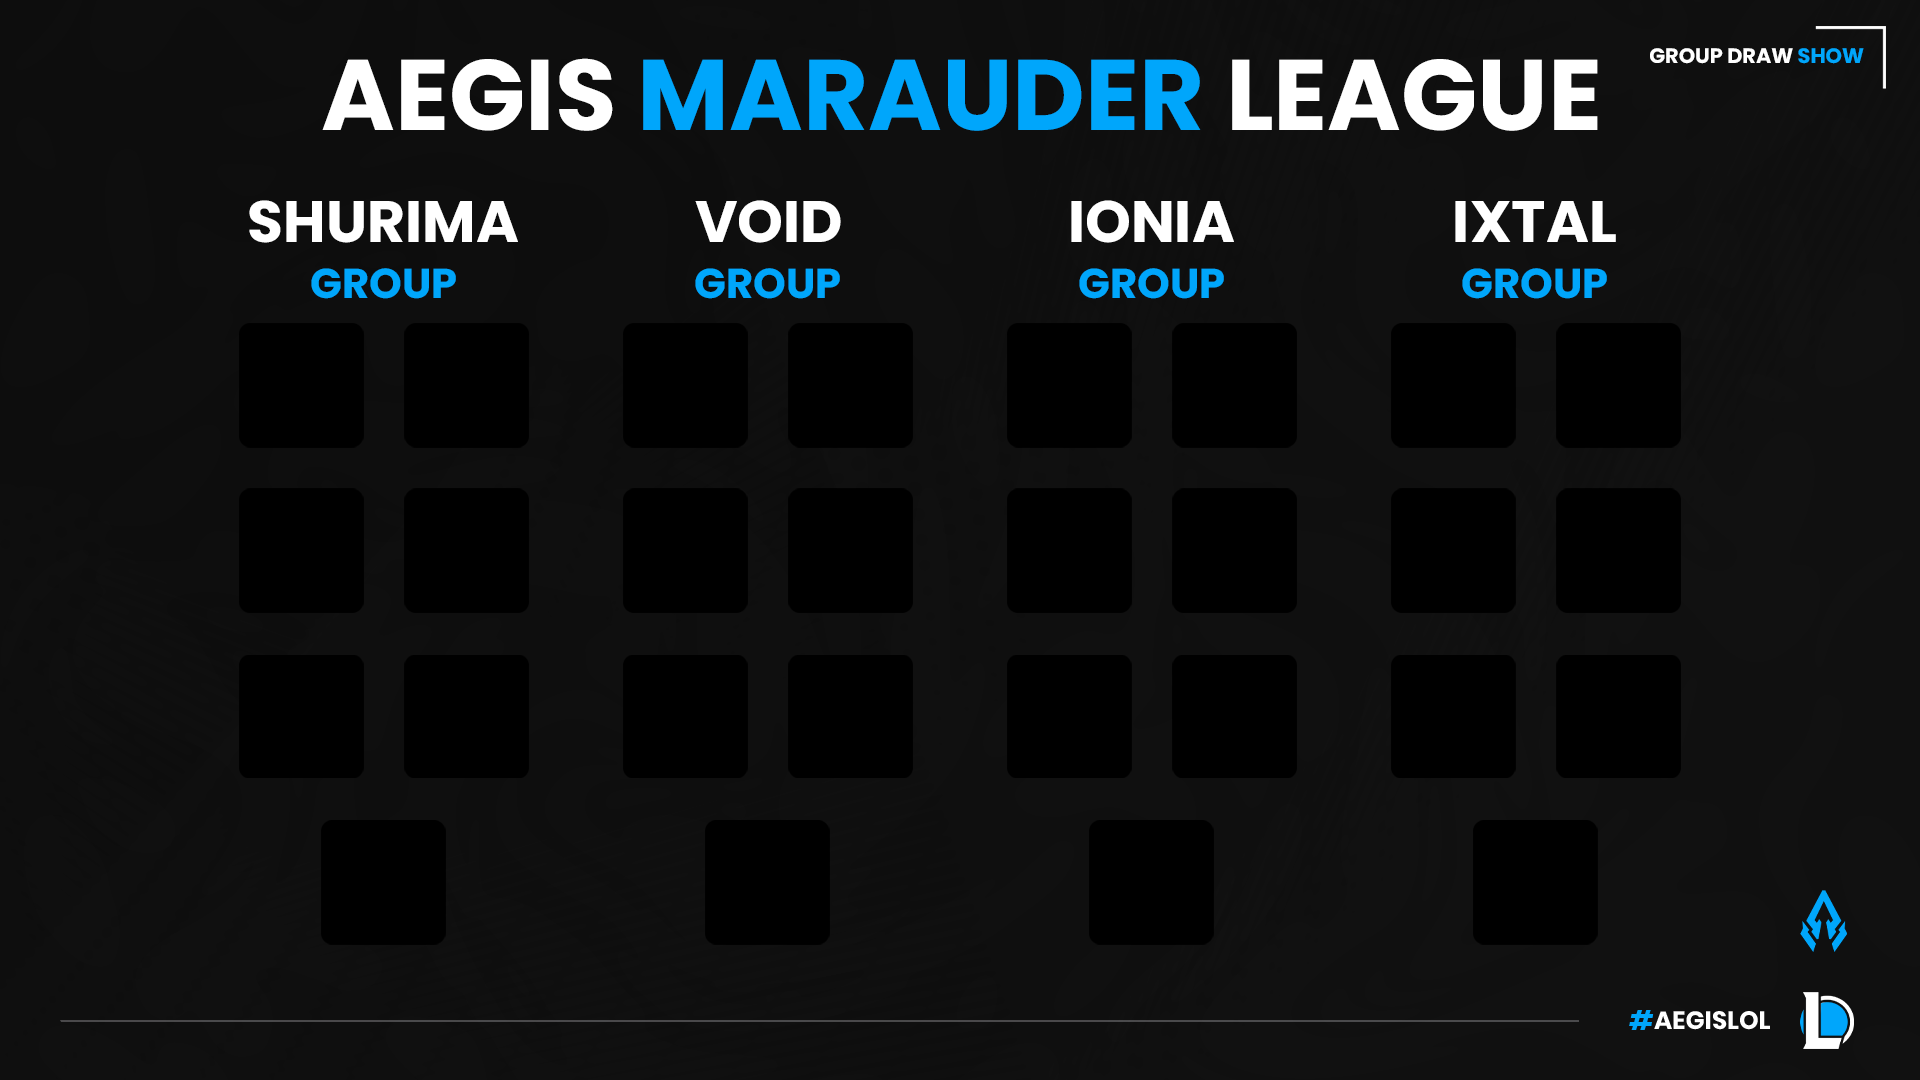 AEGIS MARAUDER LEAGUE
GROUP DRAW SHOW
SHURIMA
GROUP
VOID
GROUP
IONIA
GROUP
IXTAL
GROUP
#AEGISLOL